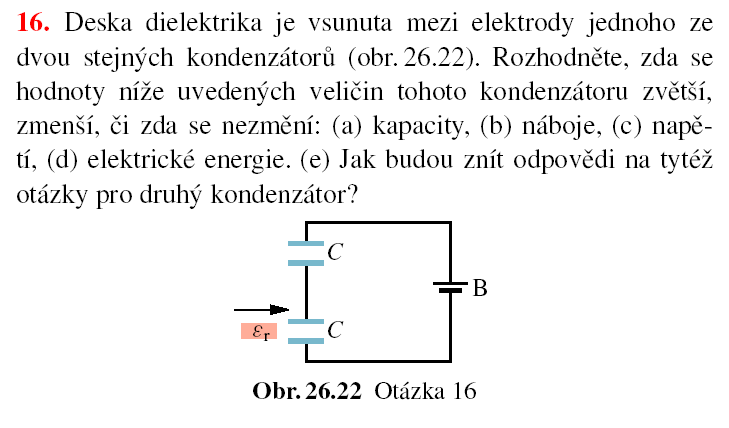 16. Deska dielektrika je vsunuta mezi elektrody jednoho ze
dvou stejných kondenzátorů (obr. 26.22). Rozhodněte, zda se
hodnoty níže uvedených veličin tohoto kondenzátoru zvětší,
zmenší, či zda se nezmění: (a) kapacity, (b) náboje, (c) napě-
tí, (d) elektrické energie. (e) Jak budou znít odpovědi na tytéž
otázky pro druhý kondenzátor?
C
B
εr
C
Obr. 26.22 Otázka 16